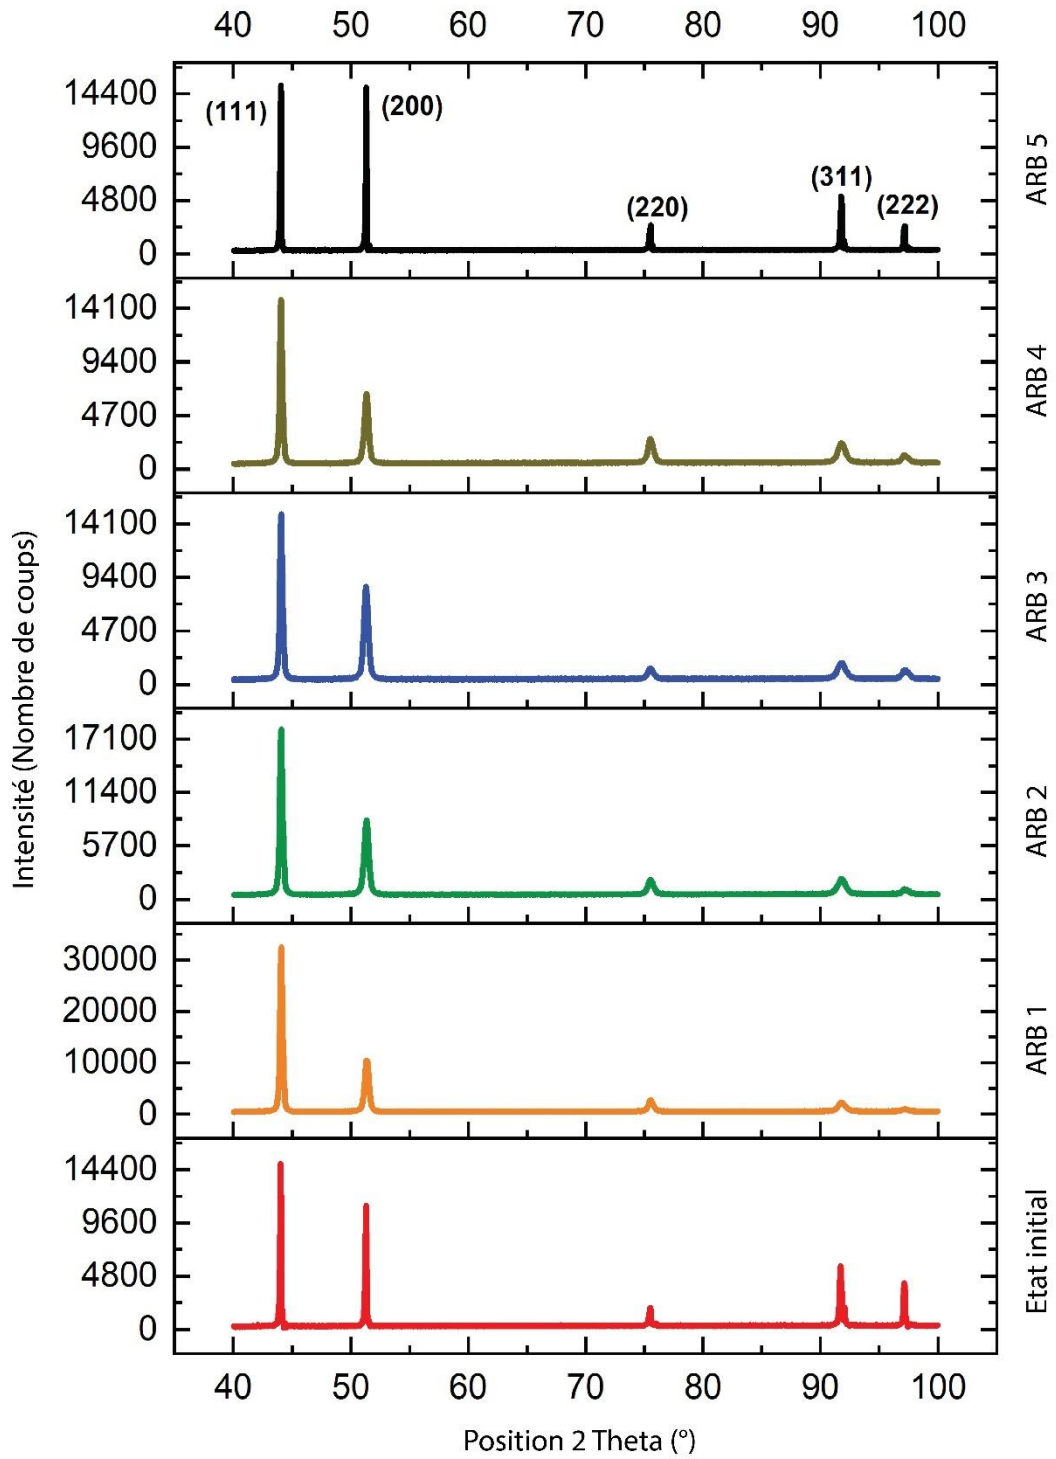 40 50 60 70 80 90 100
14400
(111) (200)
9600
(311)
4800 (220) (222)
0
ARB 5
14100
9400
4700
0
ARB 4
14100
9400
4700
0
ARB 3
17100
11400
5700
0
ARB 2
30000
20000
10000
0
ARB 1
14400
9600
4800
0
Etat initial
Intensité (Nombre de coups)
40 50 60 70 80 90 100
Position 2 Theta (°)